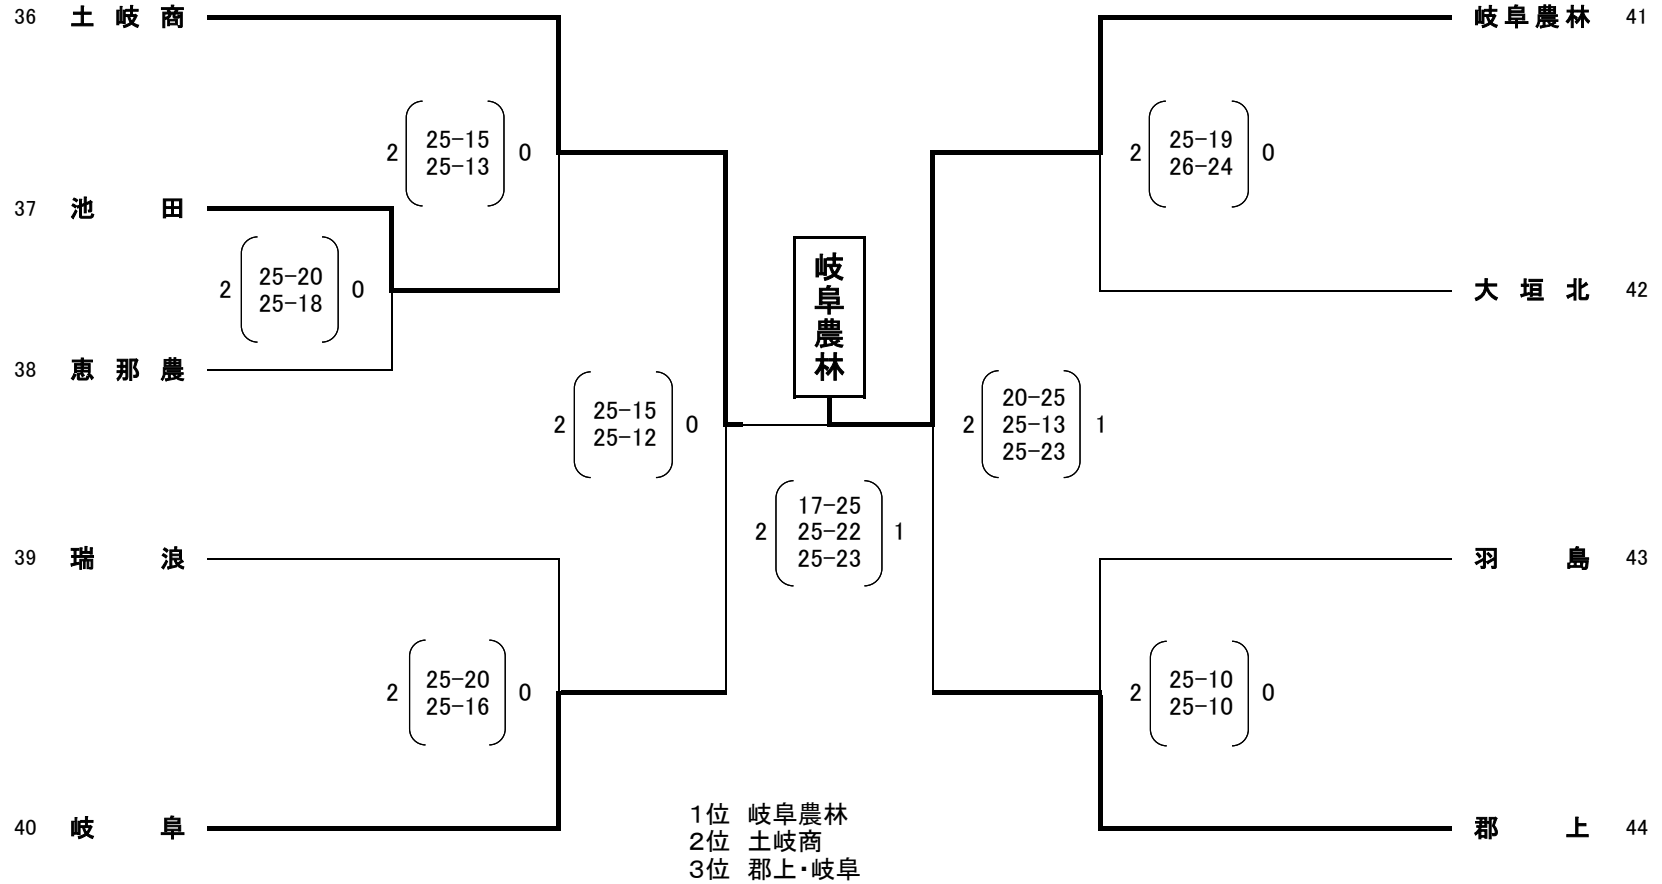 36 土岐商
岐阜農林 41
25-15
2 0
25-13
25-19
2 0
26-24
37 池田
25-20
2 0
25-18
岐阜農林
大垣北 42
38 恵那農
25-15
2 0
25-12
20-25
2 25-13 1
25-23
17-25
2 25-22 1
25-23
39 瑞浪
羽島 43
25-20
2 0
25-16
25-10
2 0
25-10
40 岐阜
郡上 44
1位 岐阜農林
2位 土岐商
3位 郡上・岐阜